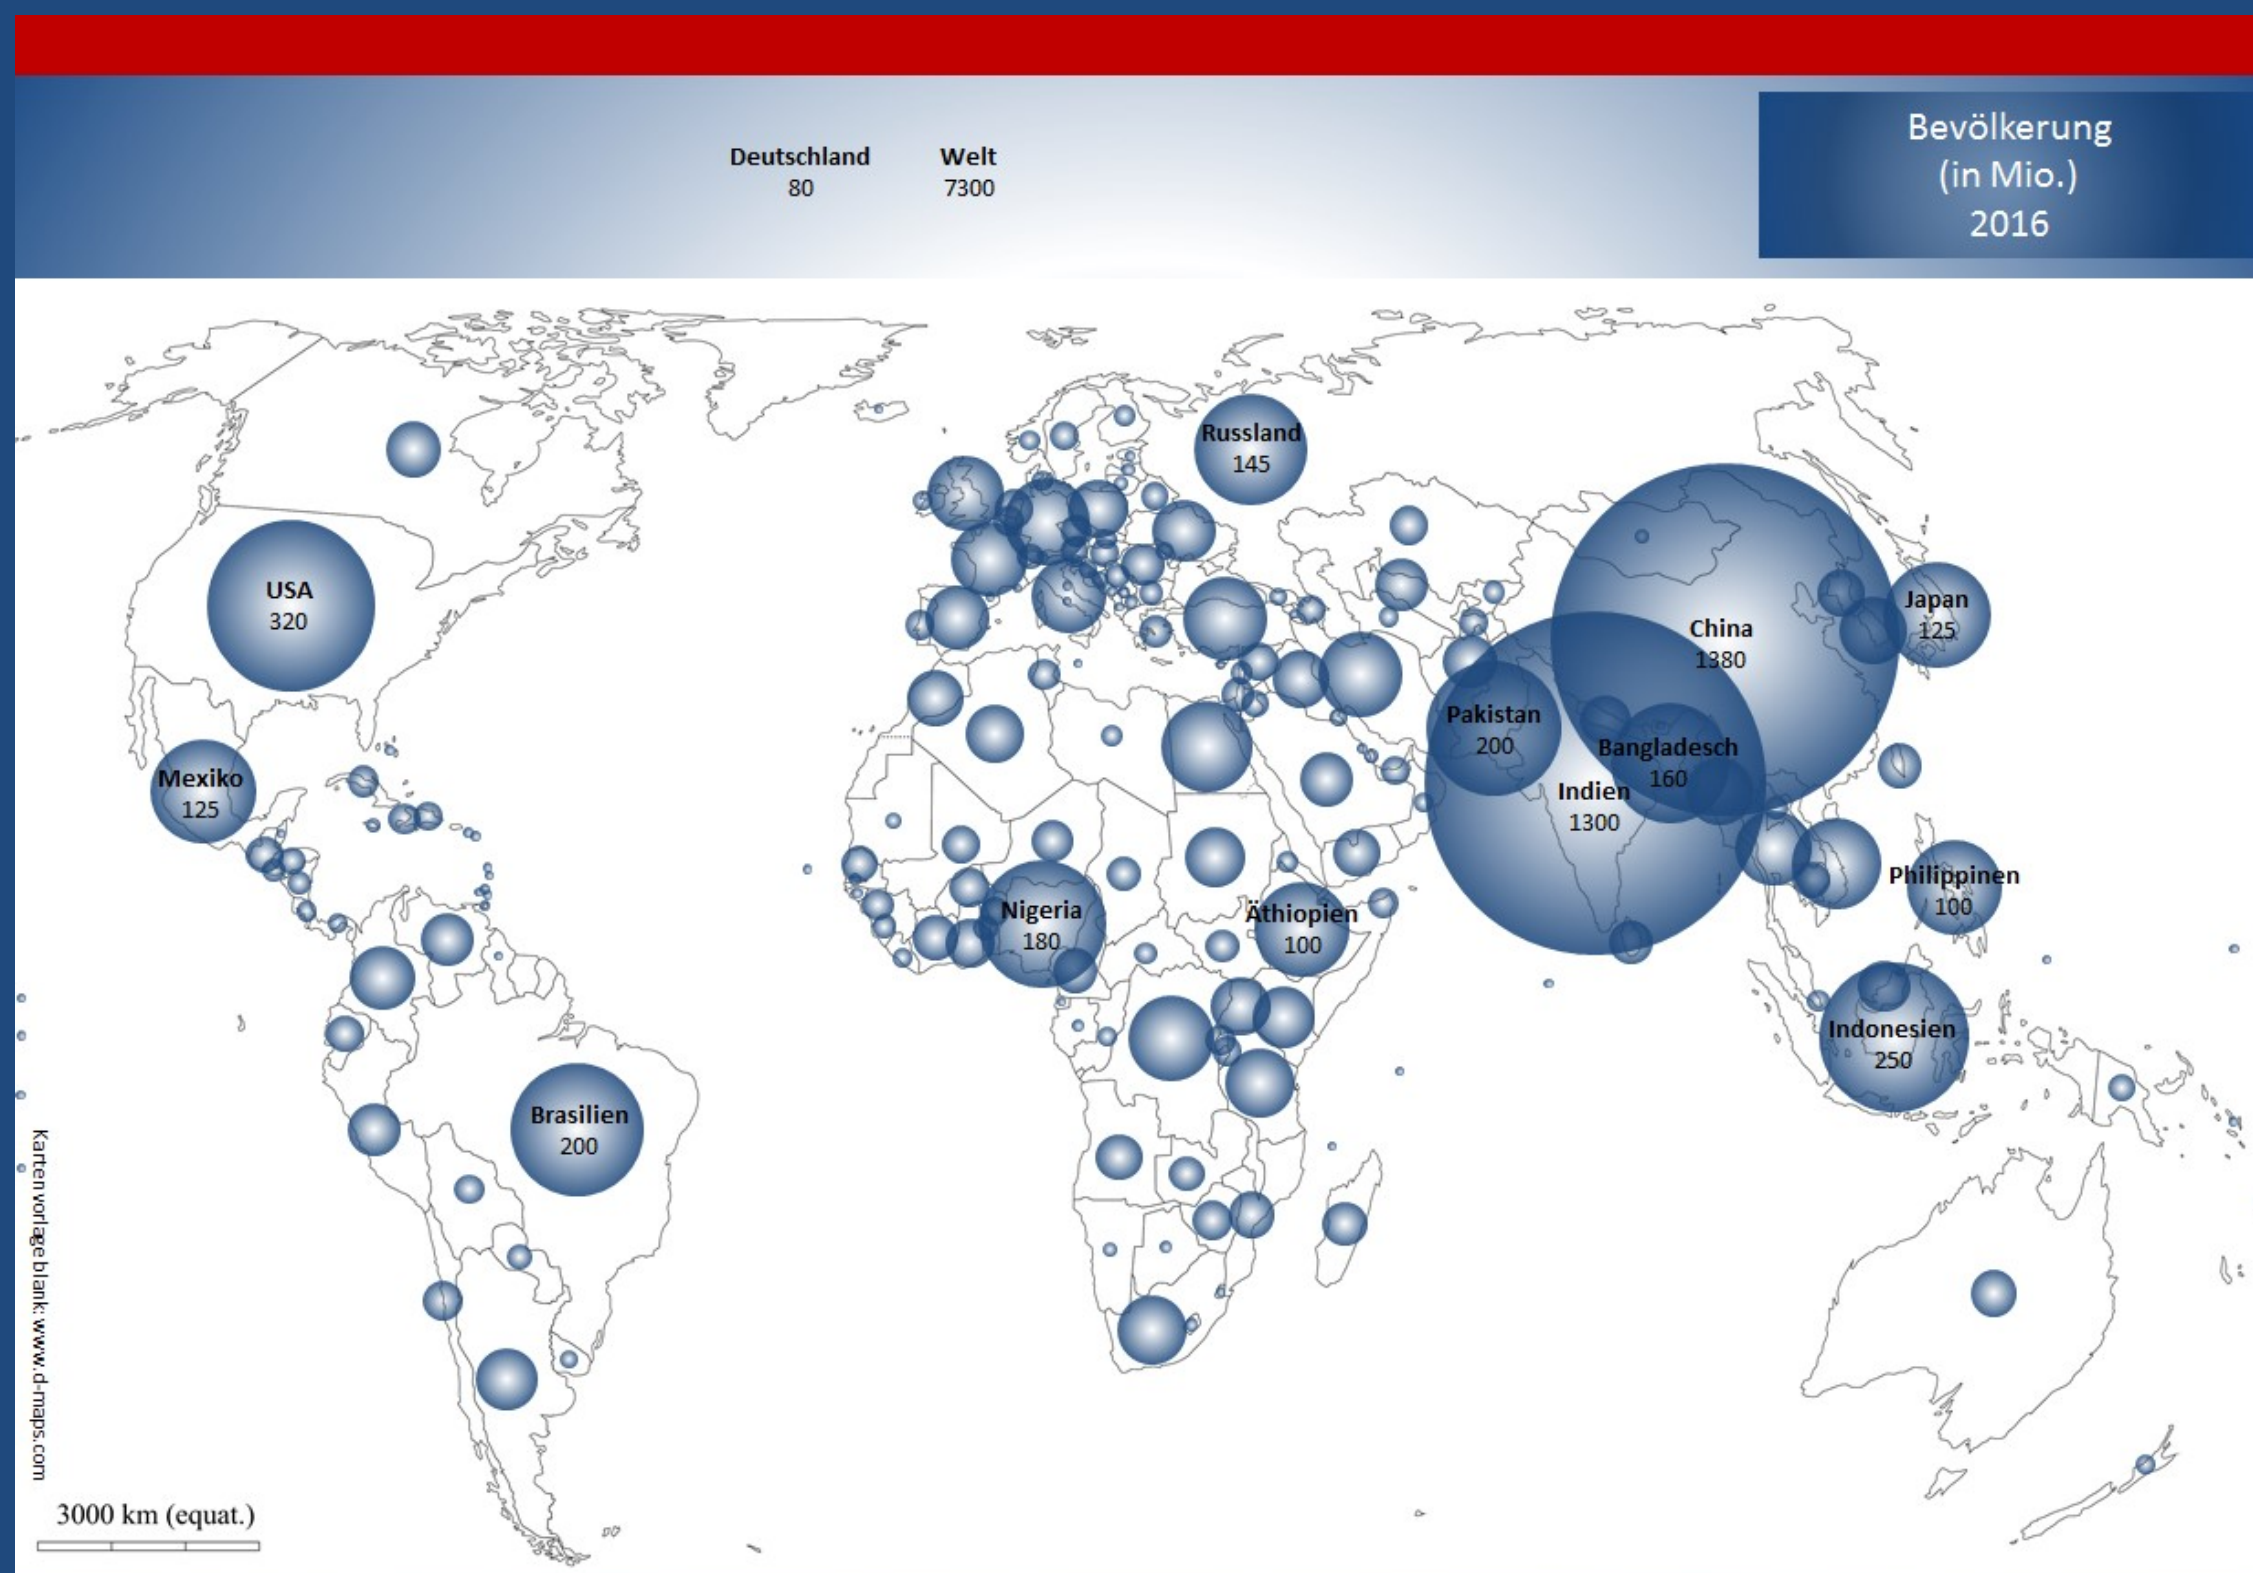 Bevölkerung
(in Mio.)
2016
Deutschland
80
Welt
7300
Russland
145
USA
320
Japan
125
China
1380
Pakistan
200
Bangladesch
160
Mexiko
125
Indien
1300
Philippinen
100
Nigeria
180
Äthiopien
100
Indonesien
250
Brasilien
200
Kartenvorlage blank: www.d-maps.com
3000 km (equat.)